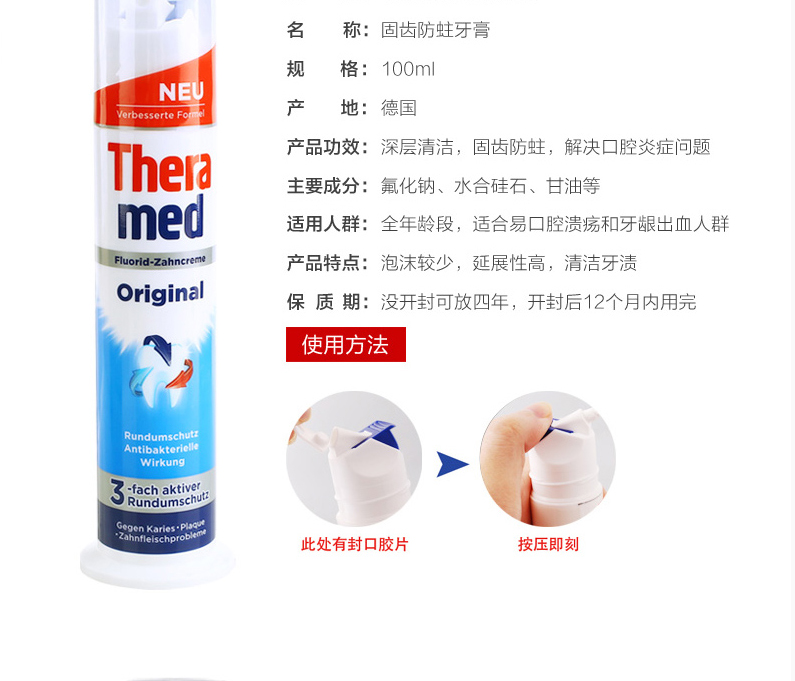 名 称：固齿防蛀牙膏
规 格：100ml
产 地：德国
产品功效：深层清洁，固齿防蛀，解决口腔炎症问题
主要成分：氟化钠、水合硅石、甘油等
适用人群：全年龄段，适合易口腔溃疡和牙龈出血人群
产品特点：泡沫较少，延展性高，清洁牙渍
保 质 期：没开封可放四年，开封后12个月内用完
使用方法
此处有封口胶片
按压即刻
NEU
Verbesserte Formel
Thera
med
Fluorid-Zahncreme
Original
Rundumschutz
Antibakterielle
Wirkung
3-fach aktiver
Rundumschutz
Gegen Karies•Plaque
•Zahnfleischprobleme